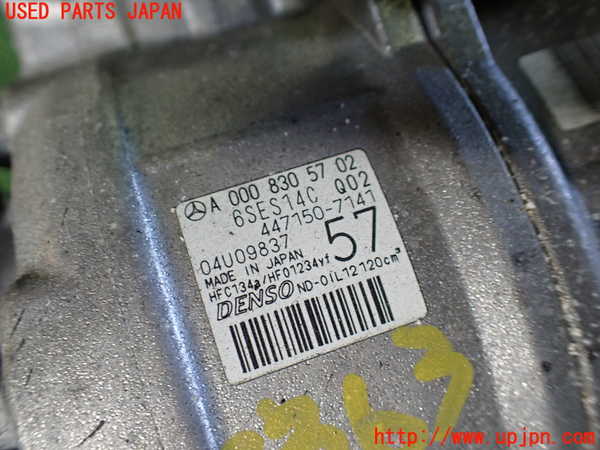 USED PARTS JAPAN
A 000 830 57 02
6SES14C Q02
447150-7141
04U09837
57
MADE IN JAPAN
HFC134a/HFO1234yf
DENSO ND-OiL12 120cm³
http://www.upjpn.com